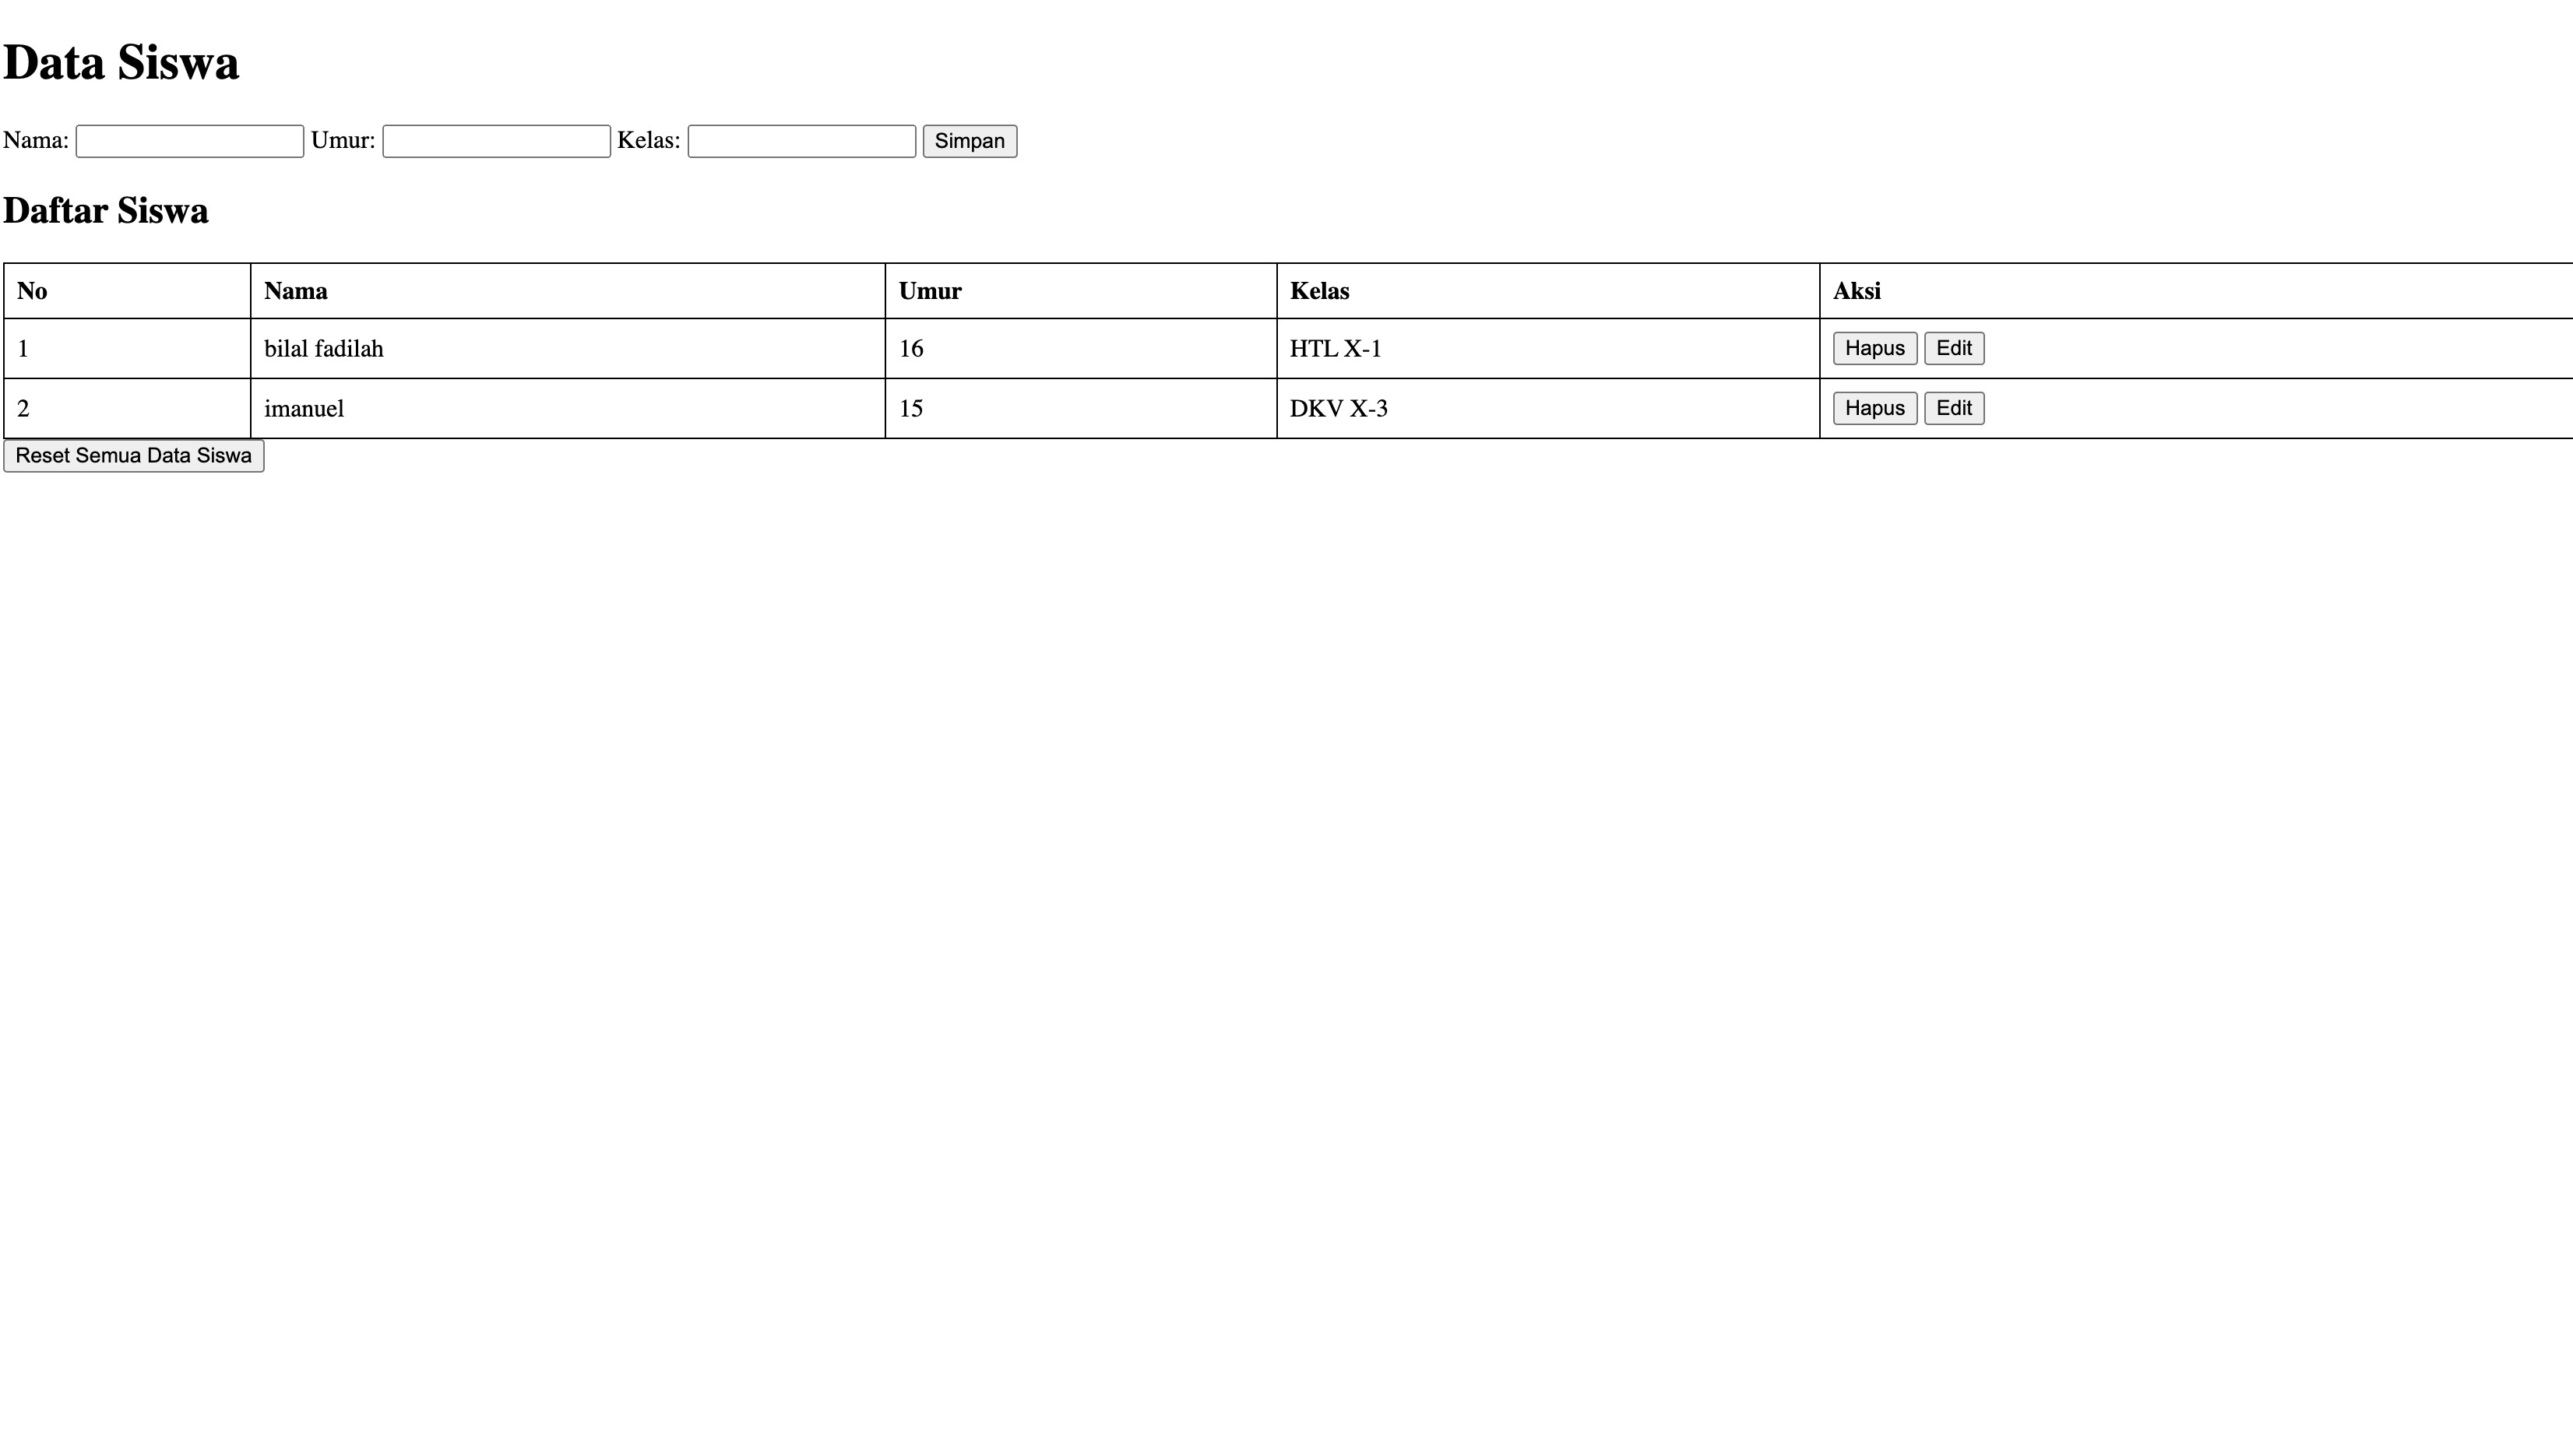 Data Siswa
Nama: Umur: Kelas: Simpan
Daftar Siswa
No Nama Umur Kelas Aksi
1 bilal fadilah 16 HTL X-1 Hapus Edit
2 imanuel 15 DKV X-3 Hapus Edit
Reset Semua Data Siswa